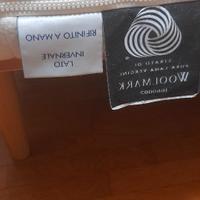 LATO
INVERNALE
RIFINITO A MANO
STRATO DI
PURA LANA VERGINE
WOOLMARK